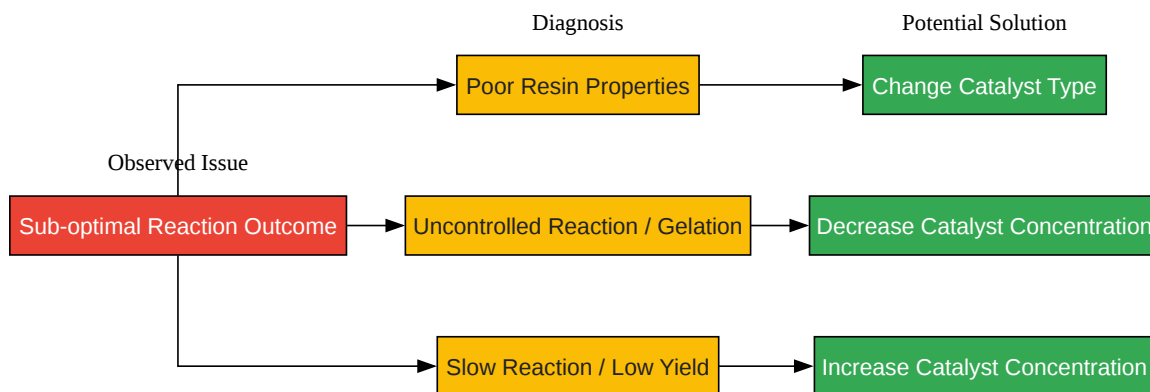 Diagnosis
Potential Solution
Poor Resin Properties
Change Catalyst Type
Observed Issue
Sub-optimal Reaction Outcome
Uncontrolled Reaction / Gelation
Decrease Catalyst Concentration
Slow Reaction / Low Yield
Increase Catalyst Concentration